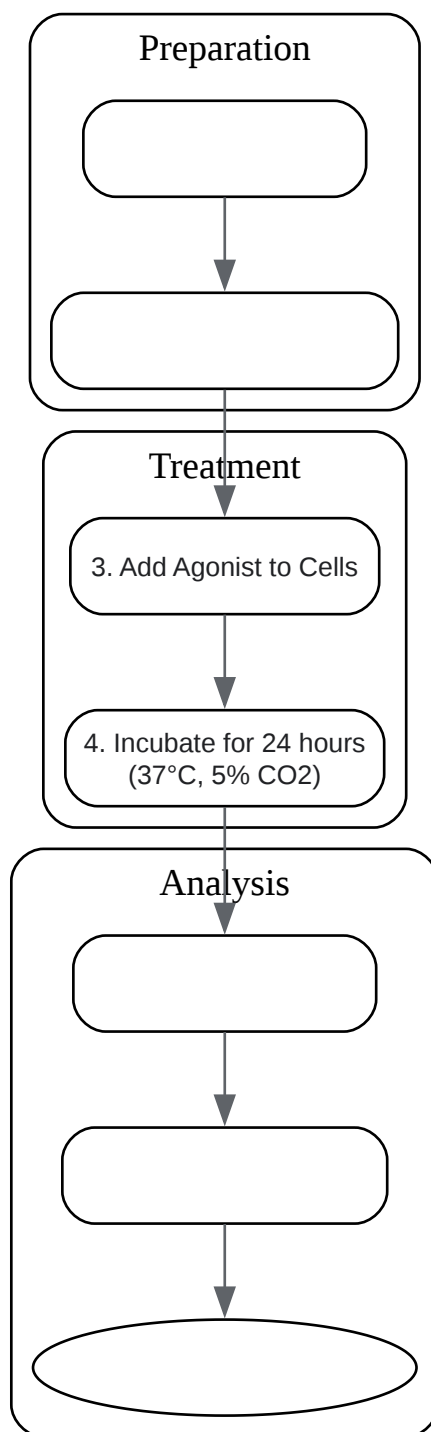 Preparation
Treatment
3. Add Agonist to Cells
4. Incubate for 24 hours
(37°C, 5% CO2)
Analysis